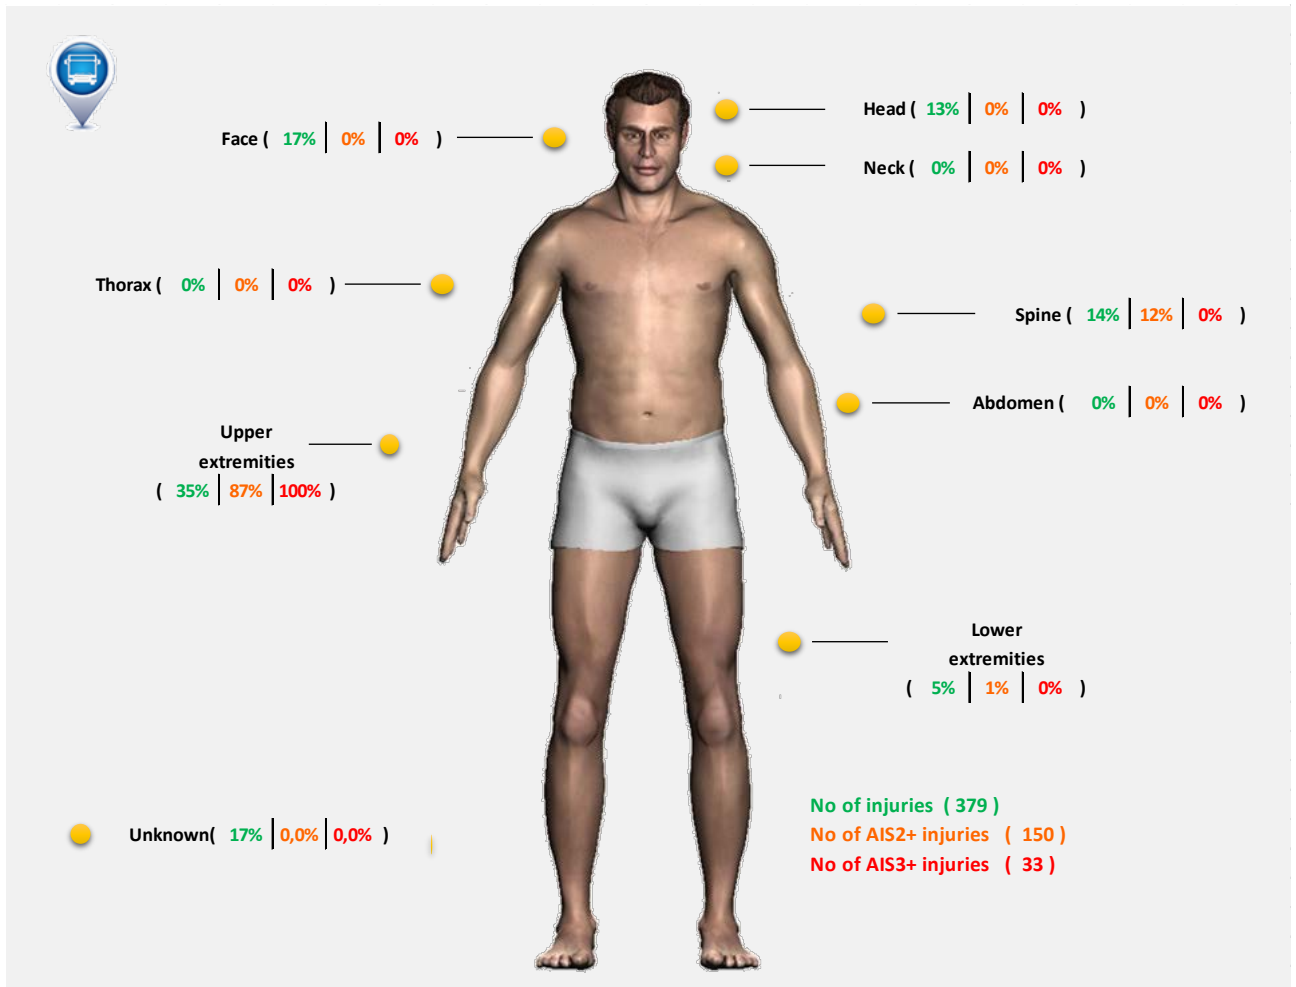 Head ( 13% | 0% | 0% )
Face ( 17% | 0% | 0% )
Neck ( 0% | 0% | 0% )
Thorax ( 0% | 0% | 0% )
Spine ( 14% | 12% | 0% )
Abdomen ( 0% | 0% | 0% )
Upper
extremities
( 35% | 87% | 100% )
Lower
extremities
( 5% | 1% | 0% )
No of injuries ( 379 )
Unknown( 17% | 0,0% | 0,0% )
No of AIS2+ injuries ( 150 )
No of AIS3+ injuries ( 33 )